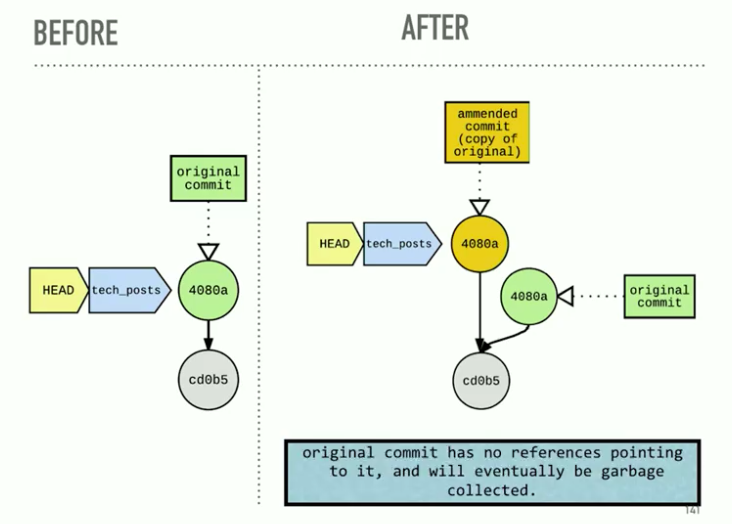 BEFORE
AFTER
original
commit
HEAD
tech_posts
4080a
cd0b5
ammended
commit
(copy of
original)
HEAD
tech_posts
4080a
4080a
original
commit
cd0b5
original commit has no references pointing
to it, and will eventually be garbage
collected.
141